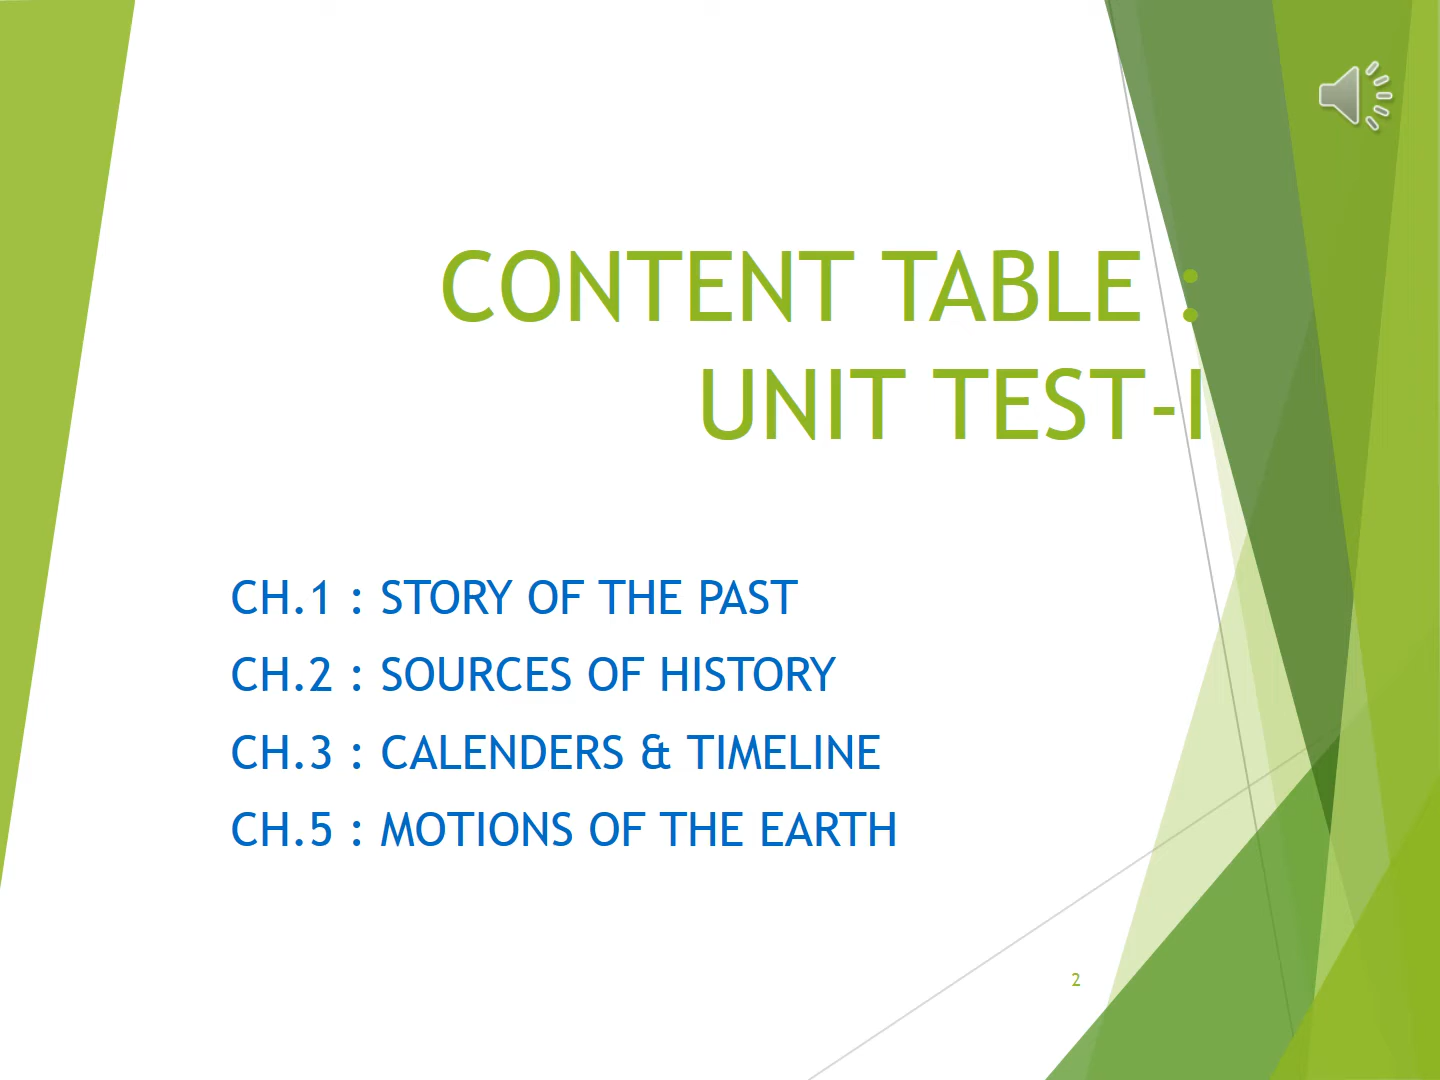 CONTENT TABLE :
UNIT TEST-I
CH.1 : STORY OF THE PAST
CH.2 : SOURCES OF HISTORY
CH.3 : CALENDERS & TIMELINE
CH.5 : MOTIONS OF THE EARTH
2